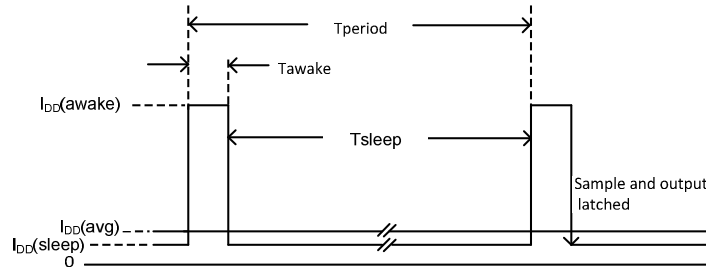 Tperiod
Tawake
IDD(awake)
Tsleep
Sample and output
latched
IDD(avg)
IDD(sleep)
0